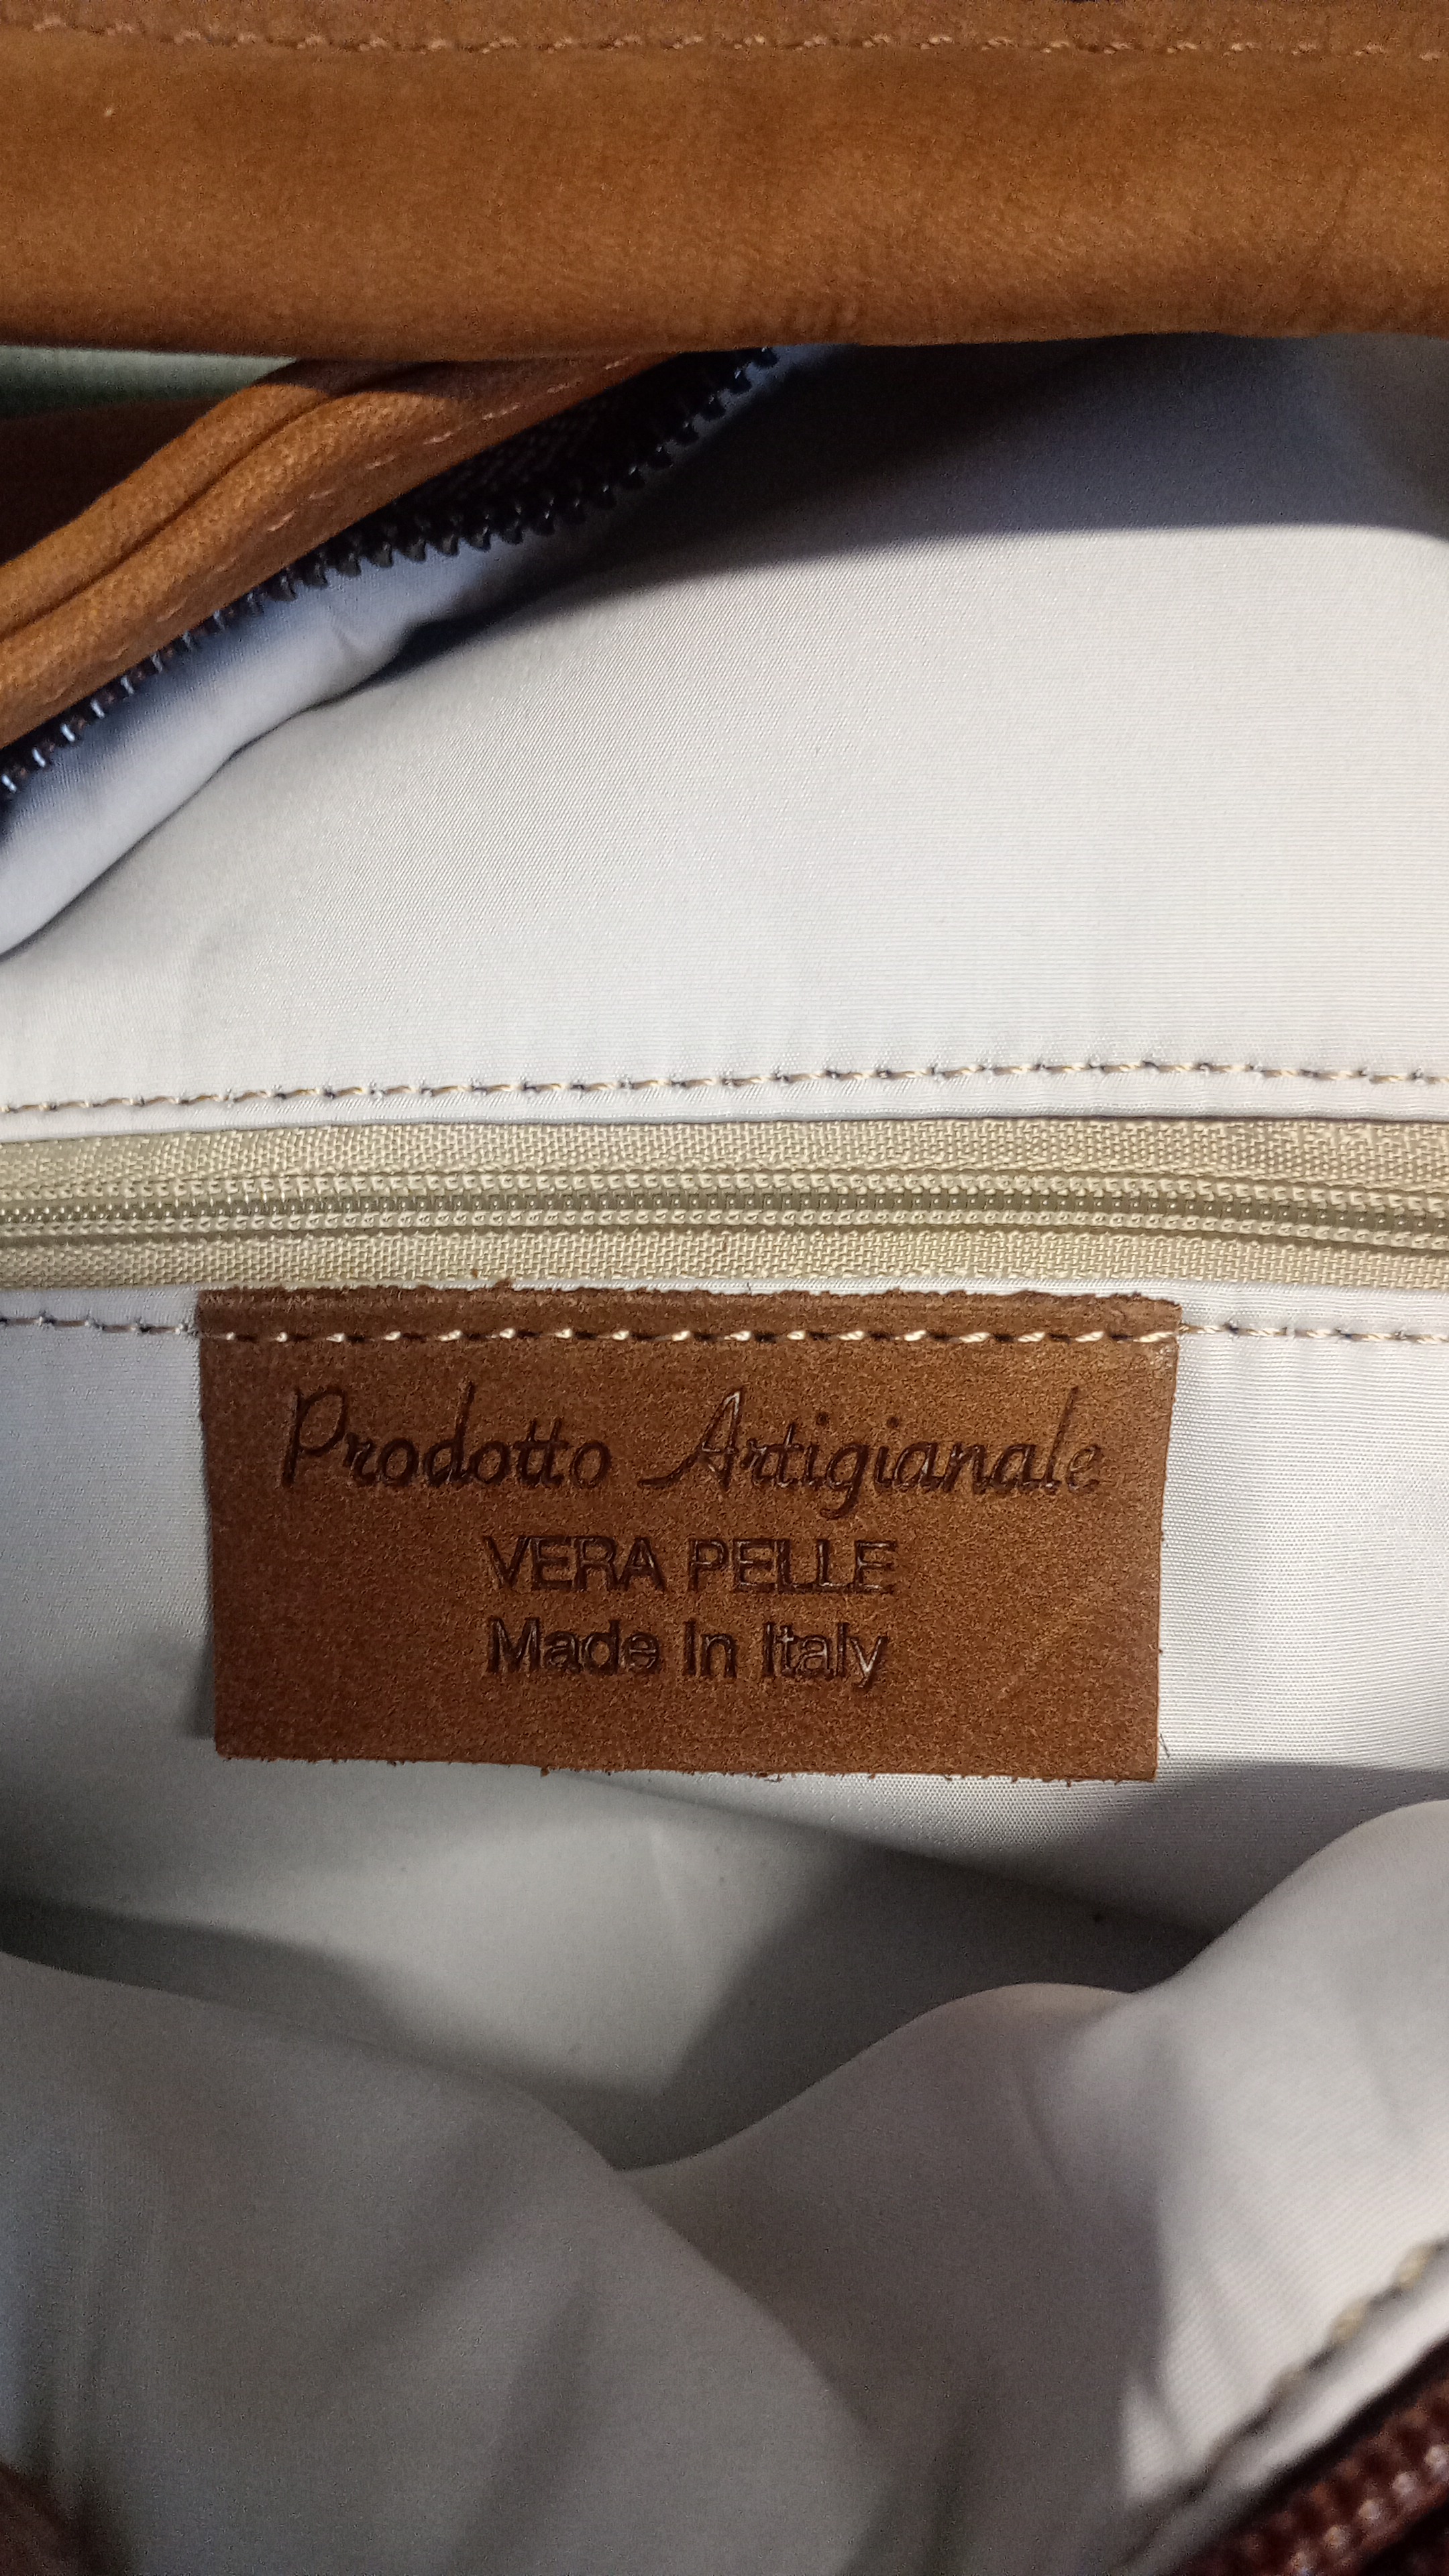 Prodotto Artigianale
VERA PELLE
Made In Italy